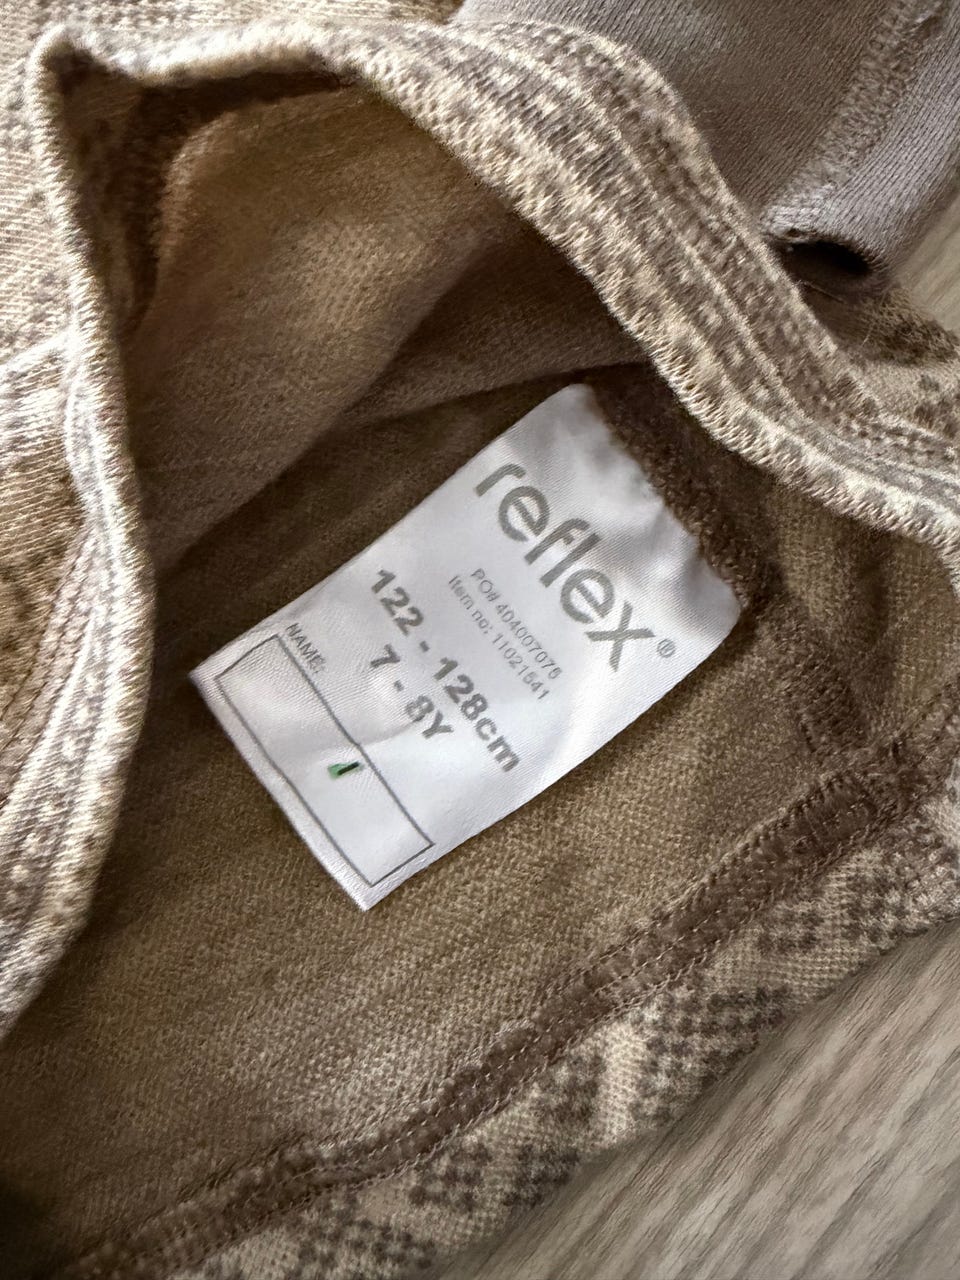 reflex®
PO# 404007076
Item no: 11021541
122 - 128cm
7 - 8Y
NAME: